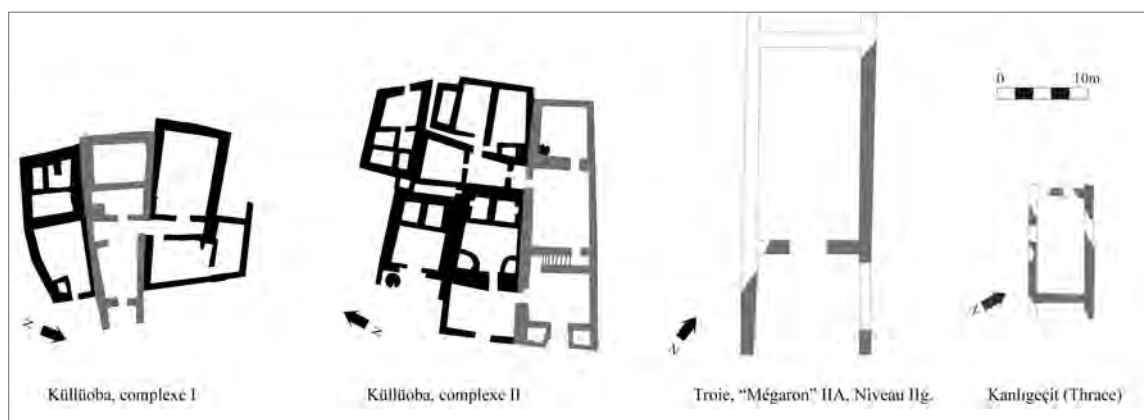 0 10m
N
N
N
N
Küllüoba, complexe I
Küllüoba, complexe II
Troie, “Mégaron” IIA, Niveau IIg.
Kanlıgeçit (Thrace)